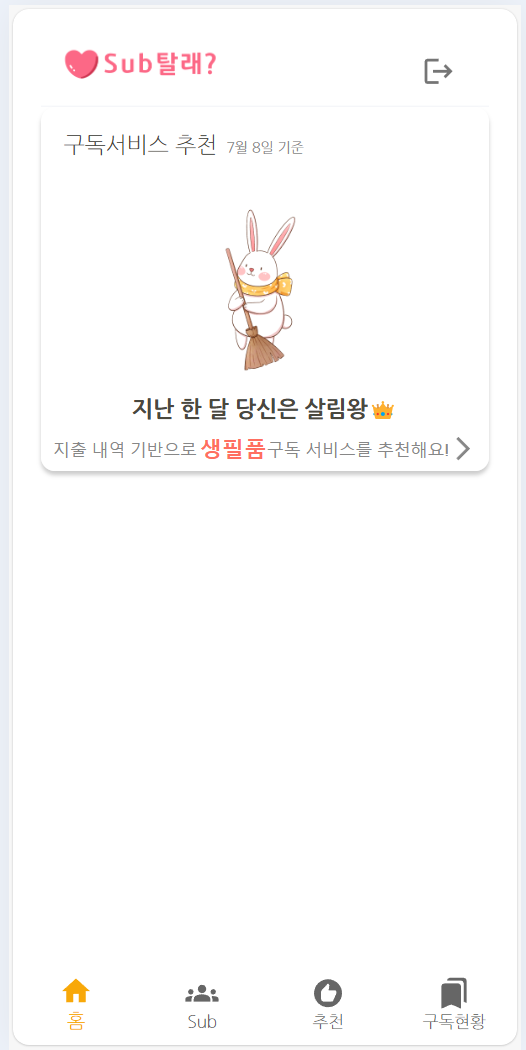 Sub탈래?
구독서비스 추천 7월 8일 기준
지난 한 달 당신은 살림왕
지출 내역 기반으로 생필품구독 서비스를 추천해요!
홈
Sub
추천
구독현황